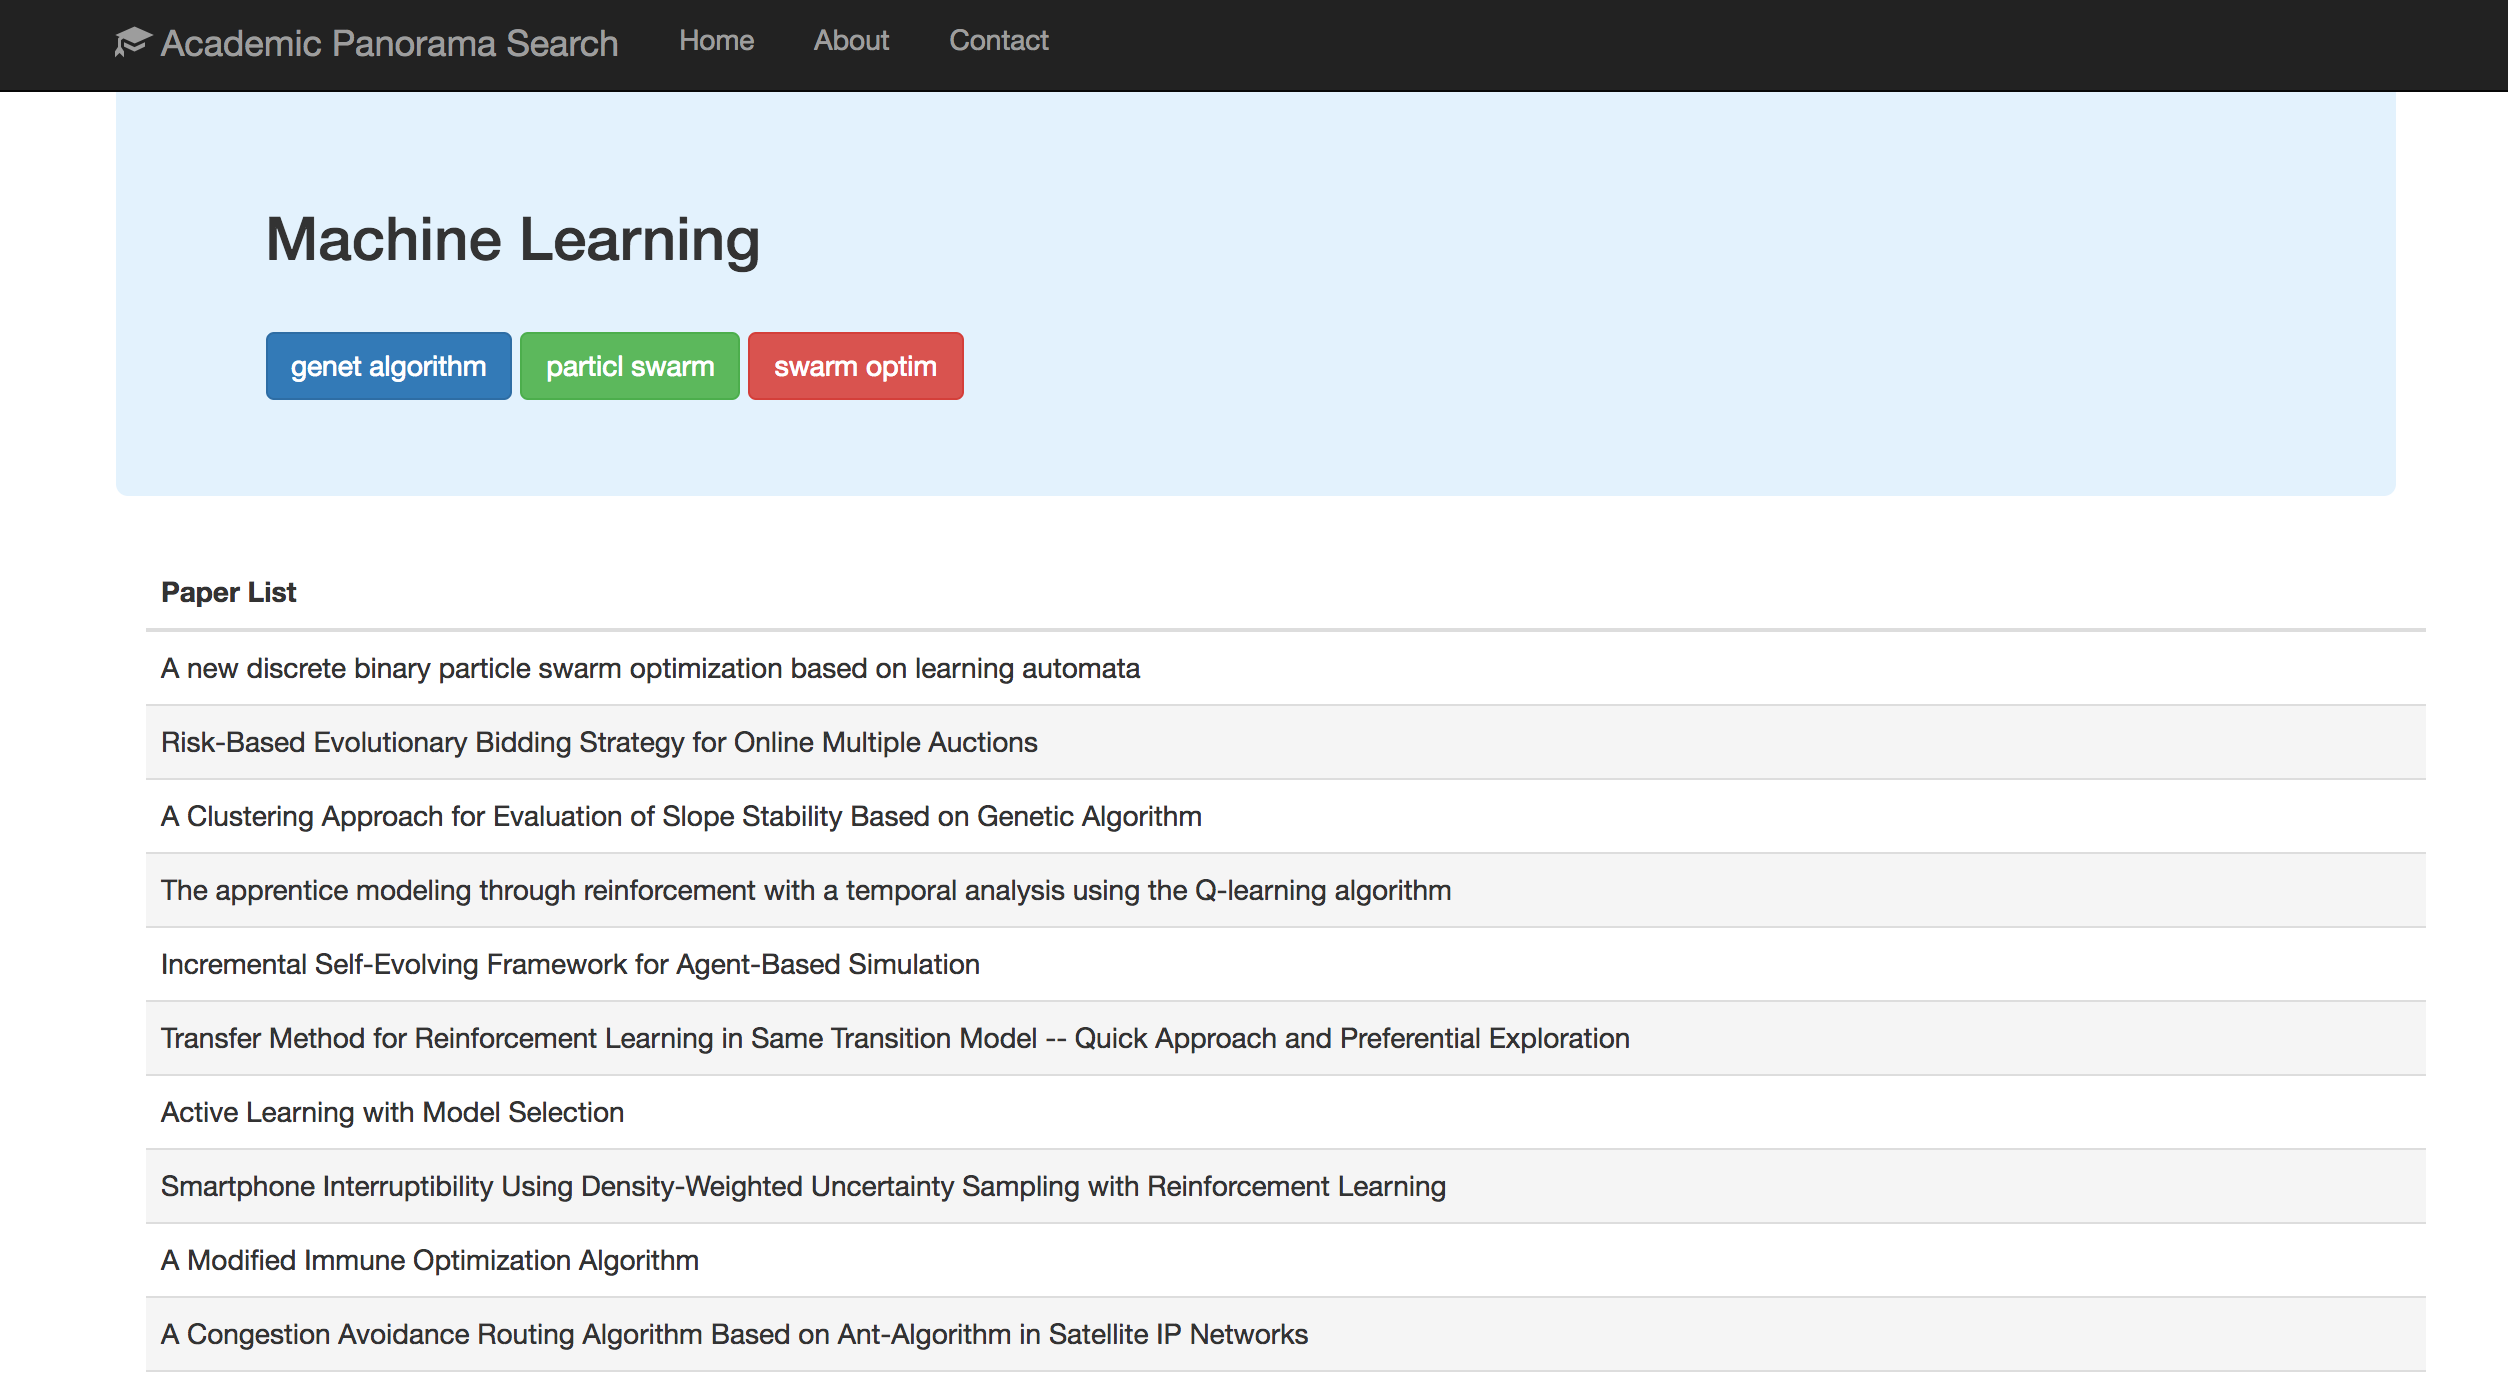 Academic Panorama Search Home About Contact
Machine Learning
genet algorithm particl swarm swarm optim
Paper List
A new discrete binary particle swarm optimization based on learning automata
Risk-Based Evolutionary Bidding Strategy for Online Multiple Auctions
A Clustering Approach for Evaluation of Slope Stability Based on Genetic Algorithm
The apprentice modeling through reinforcement with a temporal analysis using the Q-learning algorithm
Incremental Self-Evolving Framework for Agent-Based Simulation
Transfer Method for Reinforcement Learning in Same Transition Model -- Quick Approach and Preferential Exploration
Active Learning with Model Selection
Smartphone Interruptibility Using Density-Weighted Uncertainty Sampling with Reinforcement Learning
A Modified Immune Optimization Algorithm
A Congestion Avoidance Routing Algorithm Based on Ant-Algorithm in Satellite IP Networks